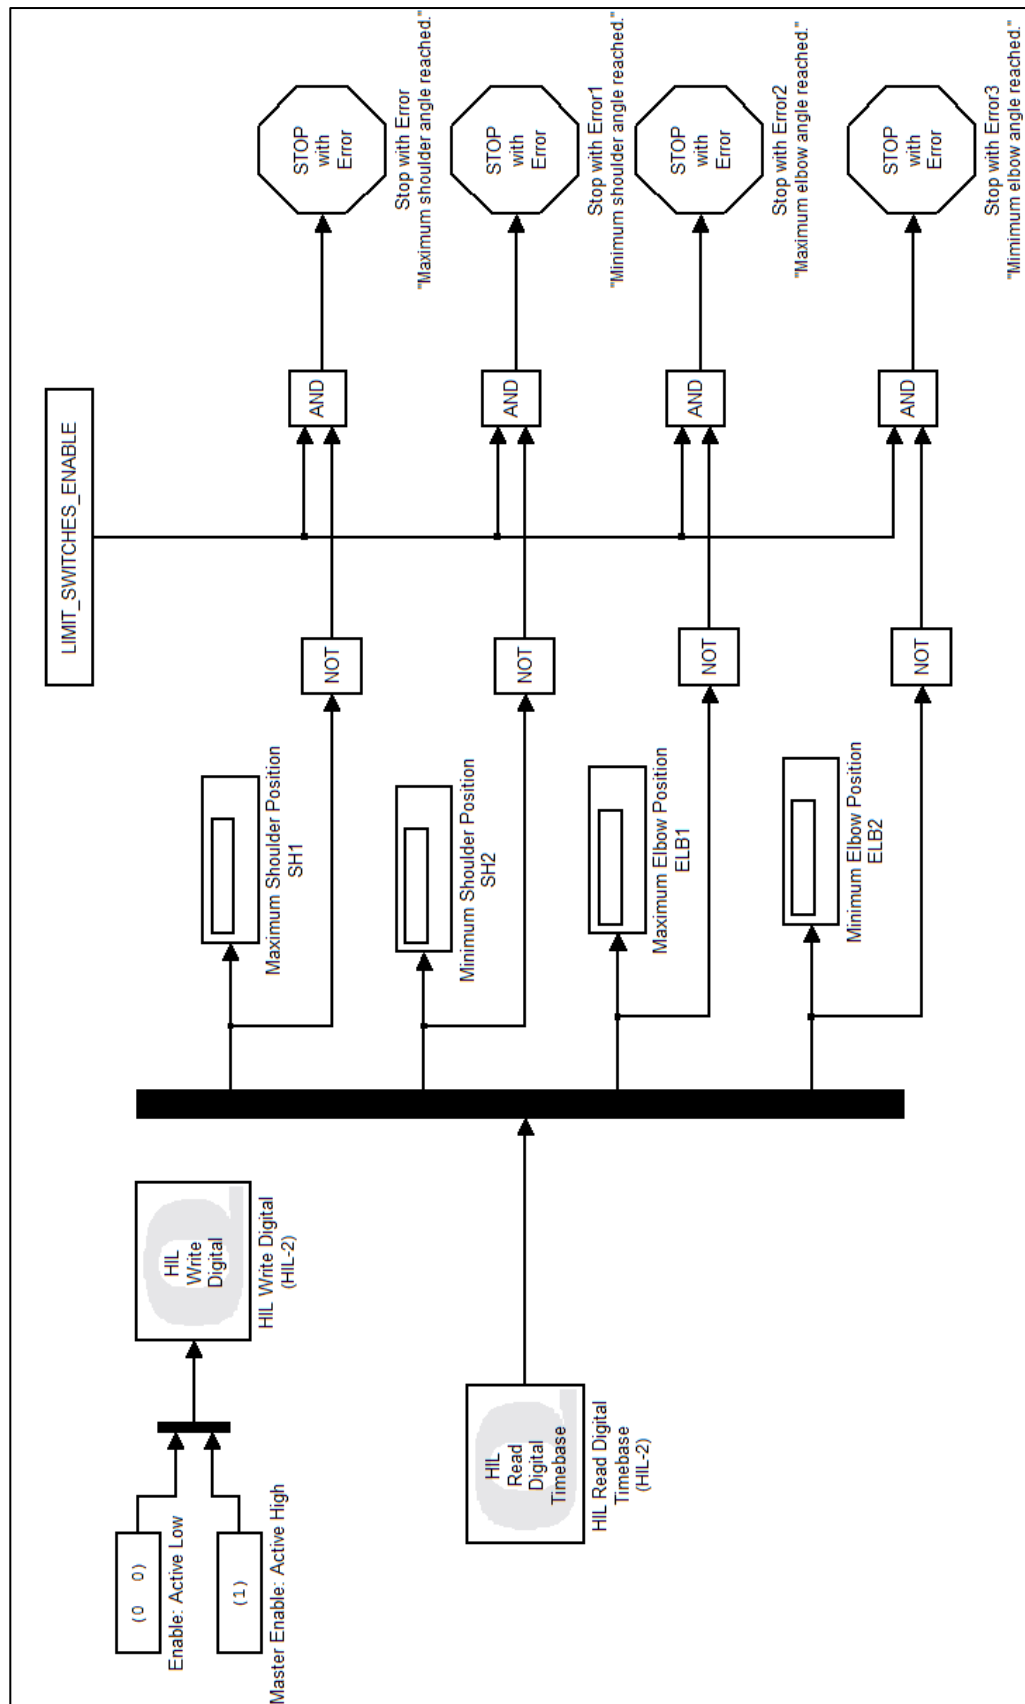 (0 0)
Enable: Active Low
(1)
Master Enable: Active High
HIL
Write
Digital
HIL Write Digital
(HIL-2)
HIL
Read
Digital
Timebase
HIL Read Digital
Timebase
(HIL-2)
LIMIT_SWITCHES_ENABLE
Maximum Shoulder Position
SH1
NOT
AND
STOP
with
Error
Stop with Error
"Maximum shoulder angle reached."
Minimum Shoulder Position
SH2
NOT
AND
STOP
with
Error
Stop with Error1
"Minimum shoulder angle reached."
Maximum Elbow Position
ELB1
NOT
AND
STOP
with
Error
Stop with Error2
"Maximum elbow angle reached."
Minimum Elbow Position
ELB2
NOT
AND
STOP
with
Error
Stop with Error3
"Mimimum elbow angle reached."